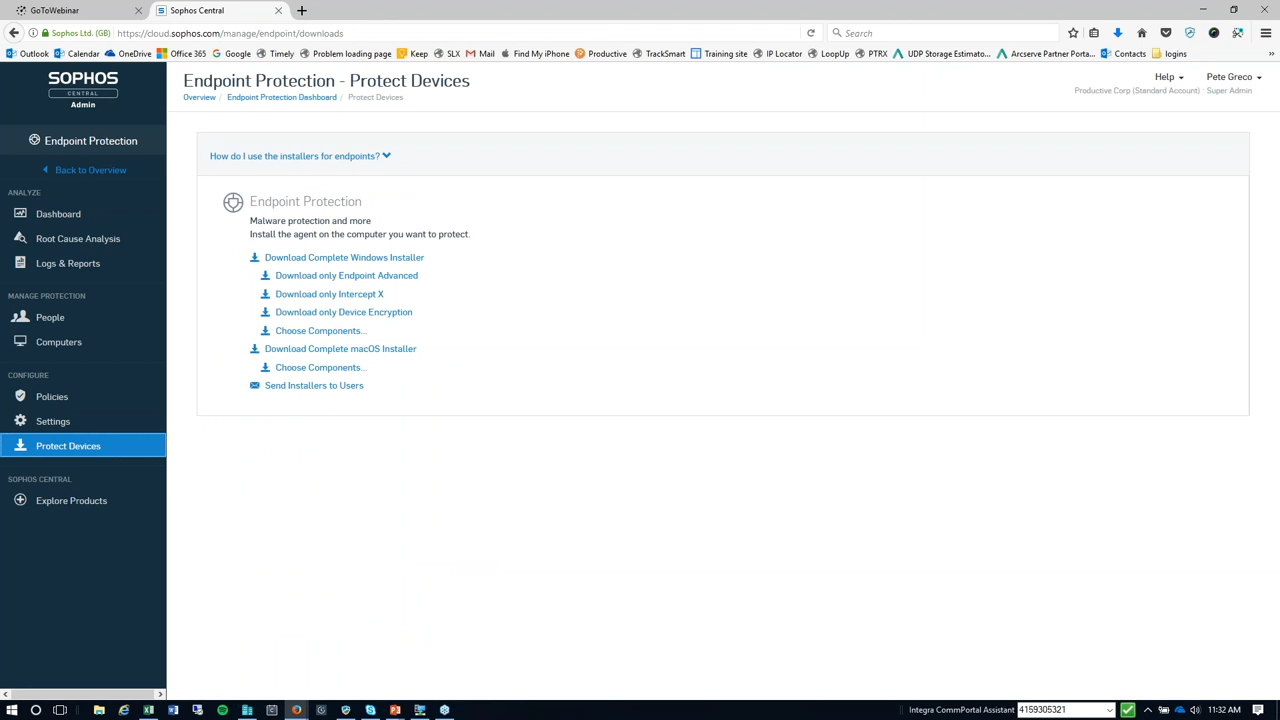 GoToWebinar
Sophos Central
Sophos Ltd. (GB)
https://cloud.sophos.com/manage/endpoint/downloads
Search
Outlook
Calendar
OneDrive
Office 365
Google
Timely
Problem loading page
Keep
SLX
Mail
Find My iPhone
Productive
TrackSmart
Training site
IP Locator
LoopUp
PTRX
UDP Storage Estimato...
Arcserve Partner Porta...
Contacts
logins
SOPHOS
CENTRAL
Admin
Endpoint Protection - Protect Devices
Overview / Endpoint Protection Dashboard / Protect Devices
Help
Pete Greco
Productive Corp (Standard Account) · Super Admin
Endpoint Protection
Back to Overview
ANALYZE
Dashboard
Root Cause Analysis
Logs & Reports
MANAGE PROTECTION
People
Computers
CONFIGURE
Policies
Settings
Protect Devices
SOPHOS CENTRAL
Explore Products
How do I use the installers for endpoints?
Endpoint Protection
Malware protection and more
Install the agent on the computer you want to protect.
Download Complete Windows Installer
Download only Endpoint Advanced
Download only Intercept X
Download only Device Encryption
Choose Components...
Download Complete macOS Installer
Choose Components...
Send Installers to Users
Integra CommPortal Assistant
4159305321
11:32 AM